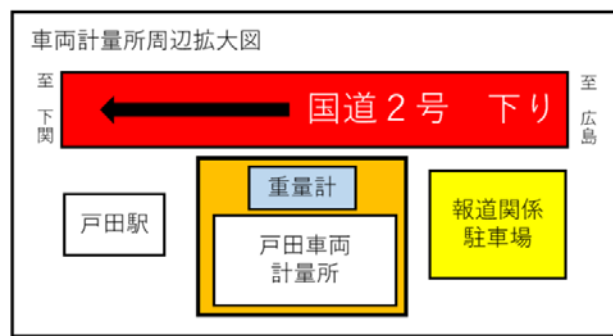 車両計量所周辺拡大図
至 下関
国道２号　下り
至 広島
戸田駅
重量計
戸田車両
計量所
報道関係
駐車場